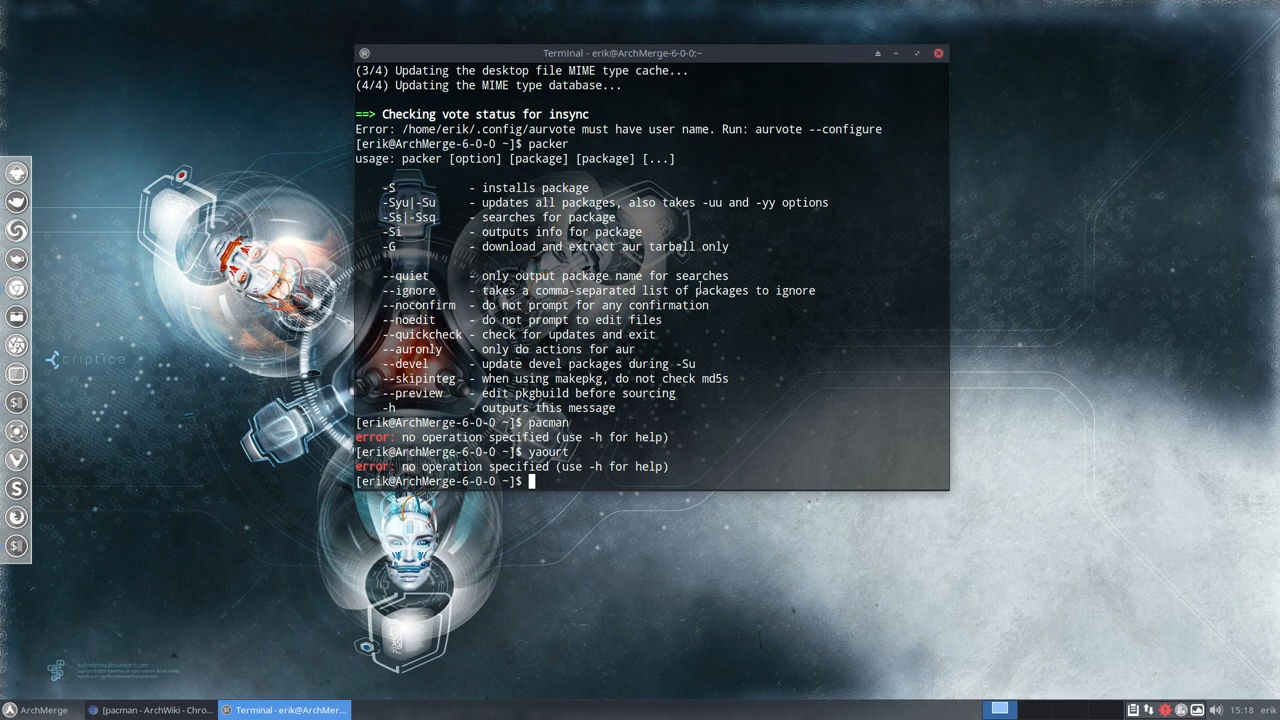 Terminal - erik@ArchMerge-6-0-0:~
(3/4) Updating the desktop file MIME type cache...
(4/4) Updating the MIME type database...
==> Checking vote status for insync
Error: /home/erik/.config/aurvote must have user name. Run: aurvote --configure
[erik@ArchMerge-6-0-0 ~]$ packer
usage: packer [option] [package] [package] [...]
-S - installs package
-Syu|-Su - updates all packages, also takes -uu and -yy options
-Ss|-Ssq - searches for package
-Si - outputs info for package
-G - download and extract aur tarball only
--quiet - only output package name for searches
--ignore - takes a comma-separated list of packages to ignore
--noconfirm - do not prompt for any confirmation
--noedit - do not prompt to edit files
--quickcheck - check for updates and exit
--auronly - only do actions for aur
--devel - update devel packages during -Su
--skipinteg - when using makepkg, do not check md5s
--preview - edit pkgbuild before sourcing
-h - outputs this message
[erik@ArchMerge-6-0-0 ~]$ pacman
error: no operation specified (use -h for help)
[erik@ArchMerge-6-0-0 ~]$ yaourt
error: no operation specified (use -h for help)
[erik@ArchMerge-6-0-0 ~]$
criptica
ArchMerge
[pacman - ArchWiki - Chro...
Terminal - erik@ArchMer...
15:18
erik